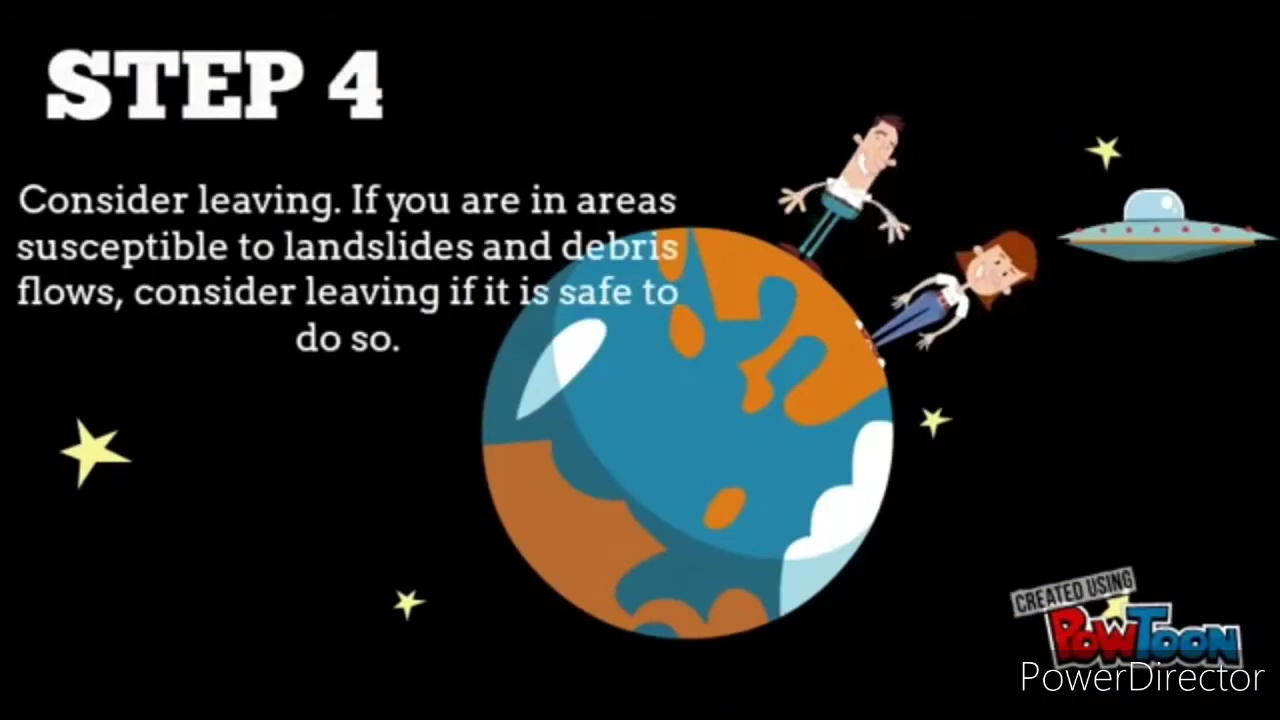 STEP 4
Consider leaving. If you are in areas
susceptible to landslides and debris
flows, consider leaving if it is safe to
do so.
CREATED USING
POWTOON
PowerDirector